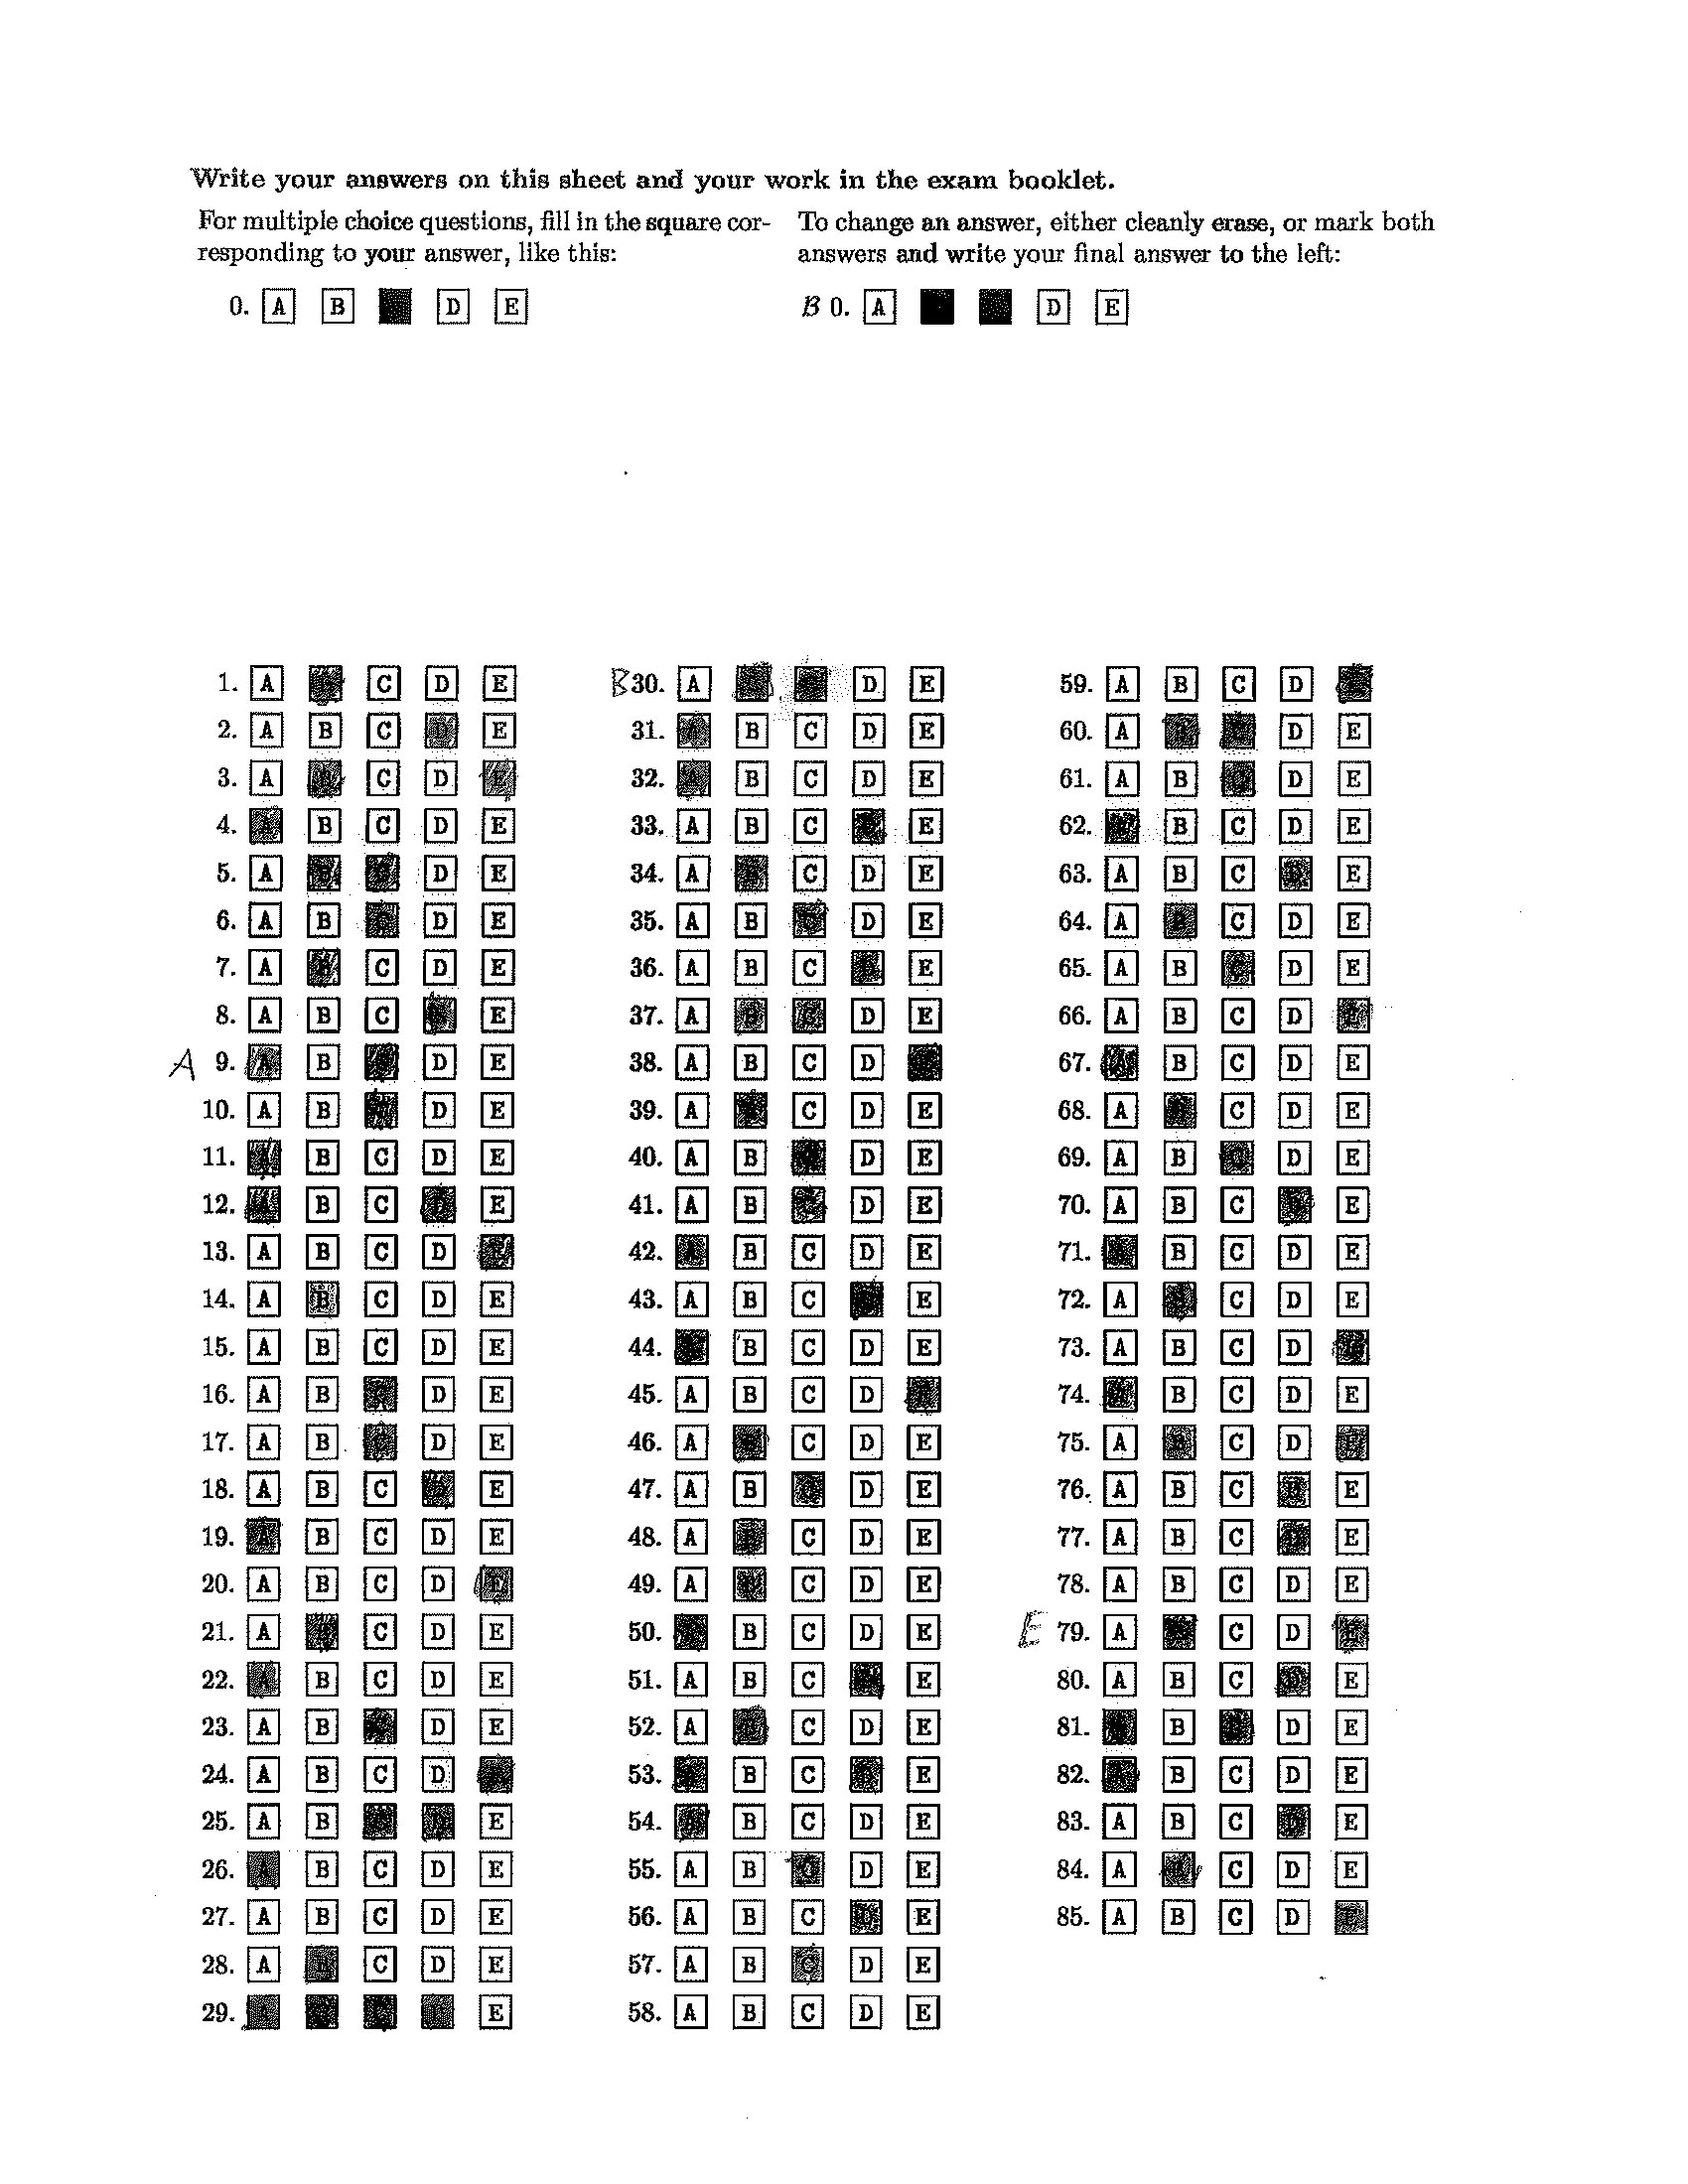 Write your answers on this sheet and your work in the exam booklet.
For multiple choice questions, fill in the square cor-
responding to your answer, like this:
0. A B D E
To change an answer, either cleanly erase, or mark both
answers and write your final answer to the left:
B 0. A D E
1. A C D E
2. A B C D E
3. A B C D E
4. A B C D E
5. A B D E
6. A B C D E
7. A B C D E
8. A B C E
A 9. A B D E
10. A B D E
11. A B C D E
12. A B C E
13. A B C D E
14. A B C D E
15. A B C D E
16. A B D E
17. A B D E
18. A B C E
19. A B C D E
20. A B C D E
21. A C D E
22. A B C D E
23. A B D E
24. A B C D
25. A B E
26. A B C D E
27. A B C D E
28. A B C D E
29. E
B 30. A D E
31. A B C D E
32. A B C D E
33. A B C E
34. A C D E
35. A B D E
36. A B C E
37. A B C D E
38. A B C D
39. A C D E
40. A B D E
41. A B D E
42. A B C D E
43. A B C E
44. B C D E
45. A B C D
46. A C D E
47. A B D E
48. A C D E
49. A C D E
50. B C D E
51. A B C E
52. A C D E
53. B C E
54. B C D E
55. A B D E
56. A B C E
57. A B C D E
58. A B C D E
59. A B C D
60. A D E
61. A B D E
62. B C D E
63. A B C E
64. A B C D E
65. A B C D E
66. A B C D E
67. B C D E
68. A C D E
69. A B D E
70. A B C E
71. B C D E
72. A C D E
73. A B C D
74. B C D E
75. A B C D E
76. A B C E
77. A B C E
78. A B C D E
E 79. A C D E
80. A B C E
81. B D E
82. B C D E
83. A B C E
84. A C D E
85. A B C D